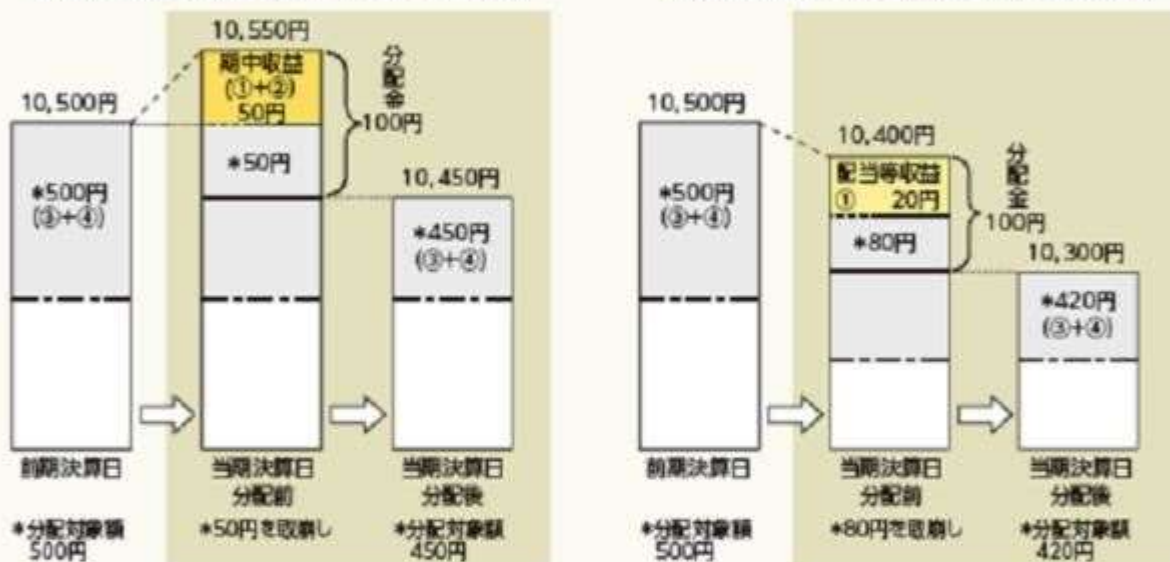 10,550円
期中収益
(①+②)
50円
*50円
分配金
100円
10,500円
*500円
(③+④)
10,450円
*450円
(③+④)
前期決算日
当期決算日
分配前
当期決算日
分配後
*分配対象額
500円
*50円を取崩し
*分配対象額
450円
10,500円
*500円
(③+④)
10,400円
配当等収益
① 20円
*80円
分配金
100円
10,300円
*420円
(③+④)
前期決算日
当期決算日
分配前
当期決算日
分配後
*分配対象額
500円
*80円を取崩し
*分配対象額
420円